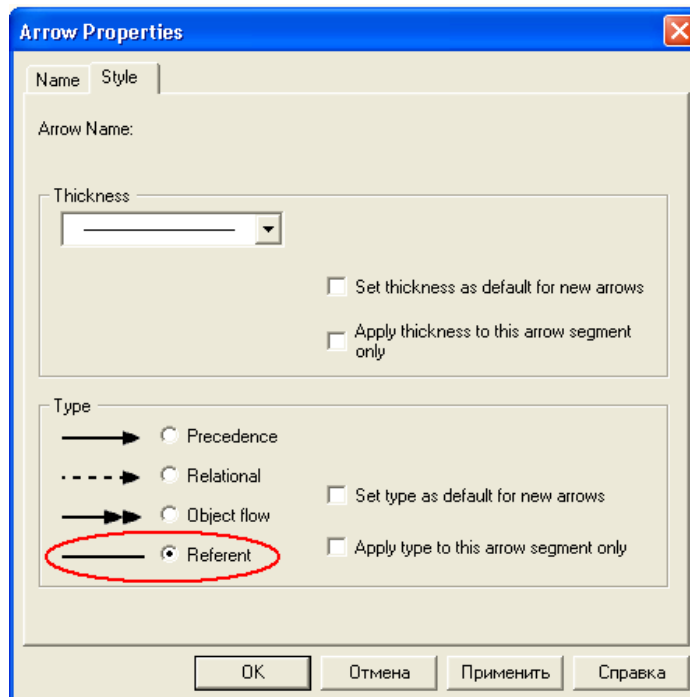 Arrow Properties
Name
Style
Arrow Name:
Thickness
Set thickness as default for new arrows
Apply thickness to this arrow segment
only
Type
Precedence
Relational
Object flow
Referent
Set type as default for new arrows
Apply type to this arrow segment only
OK
Отмена
Применить
Справка